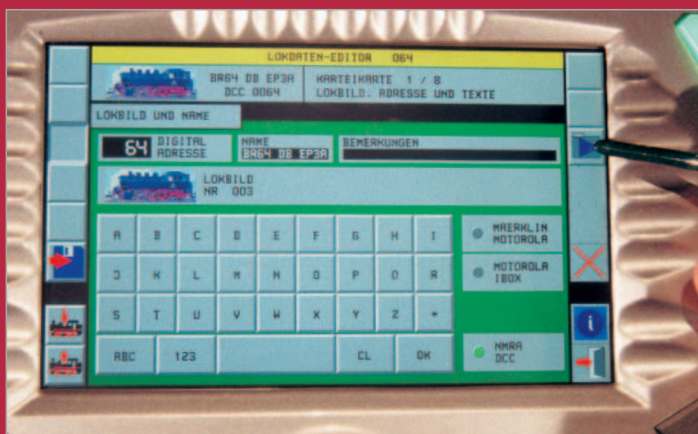 LOKDATEN-EDITOR 064
BR64 DB EP3A
DCC 0064
KARTEIKARTE 1 / 8
LOKBILD. ADRESSE UND TEXTE
LOKBILD UND NAME
64 DIGITAL
ADRESSE
NAME
BR64 DB EP3A
BEMERKUNGEN
LOKBILD
NR 003
A B C D E F G H I
J K L M N O P Q R
S T U V W X Y Z *
ABC 123 CL OK
MAERKLIN
MOTOROLA
MOTOROLA
IBOX
NMRA
DCC
i